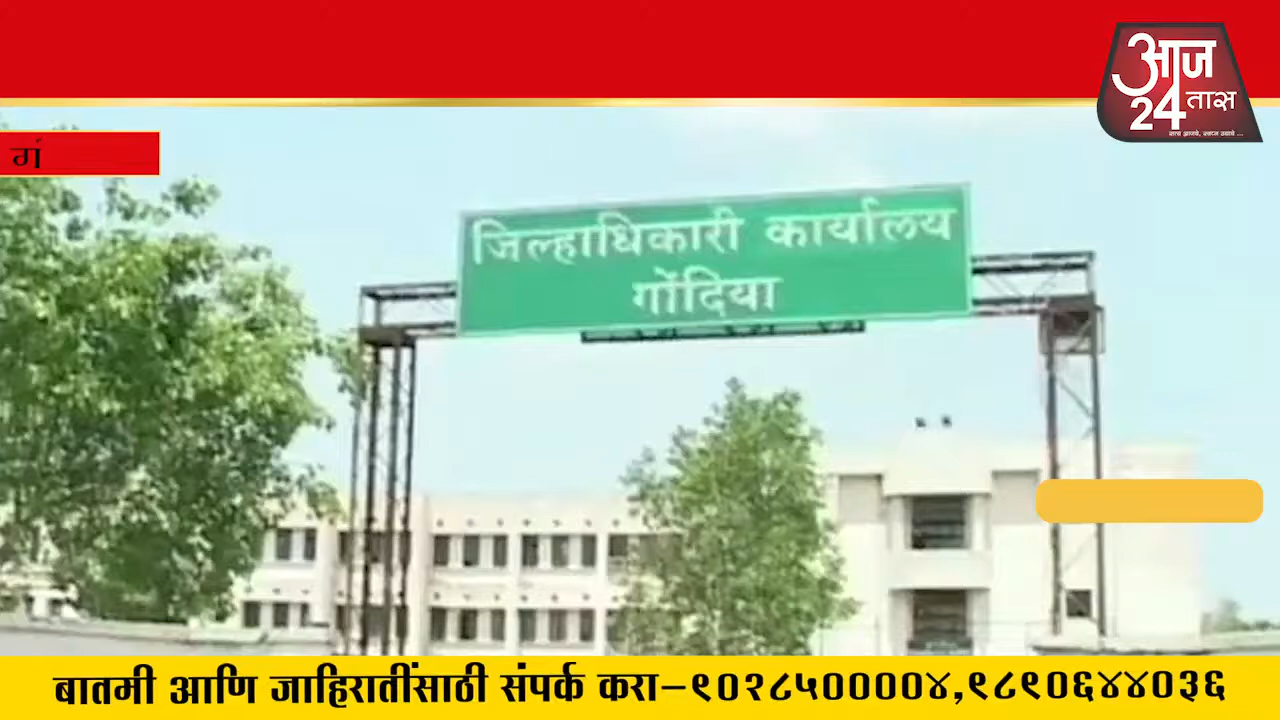 आज
24 तास
गं
जिल्हाधिकारी कार्यालय
गोंदिया
बातमी आणि जाहिरातींसाठी संपर्क करा-९०२८५००००४,९८९०६४४०३६